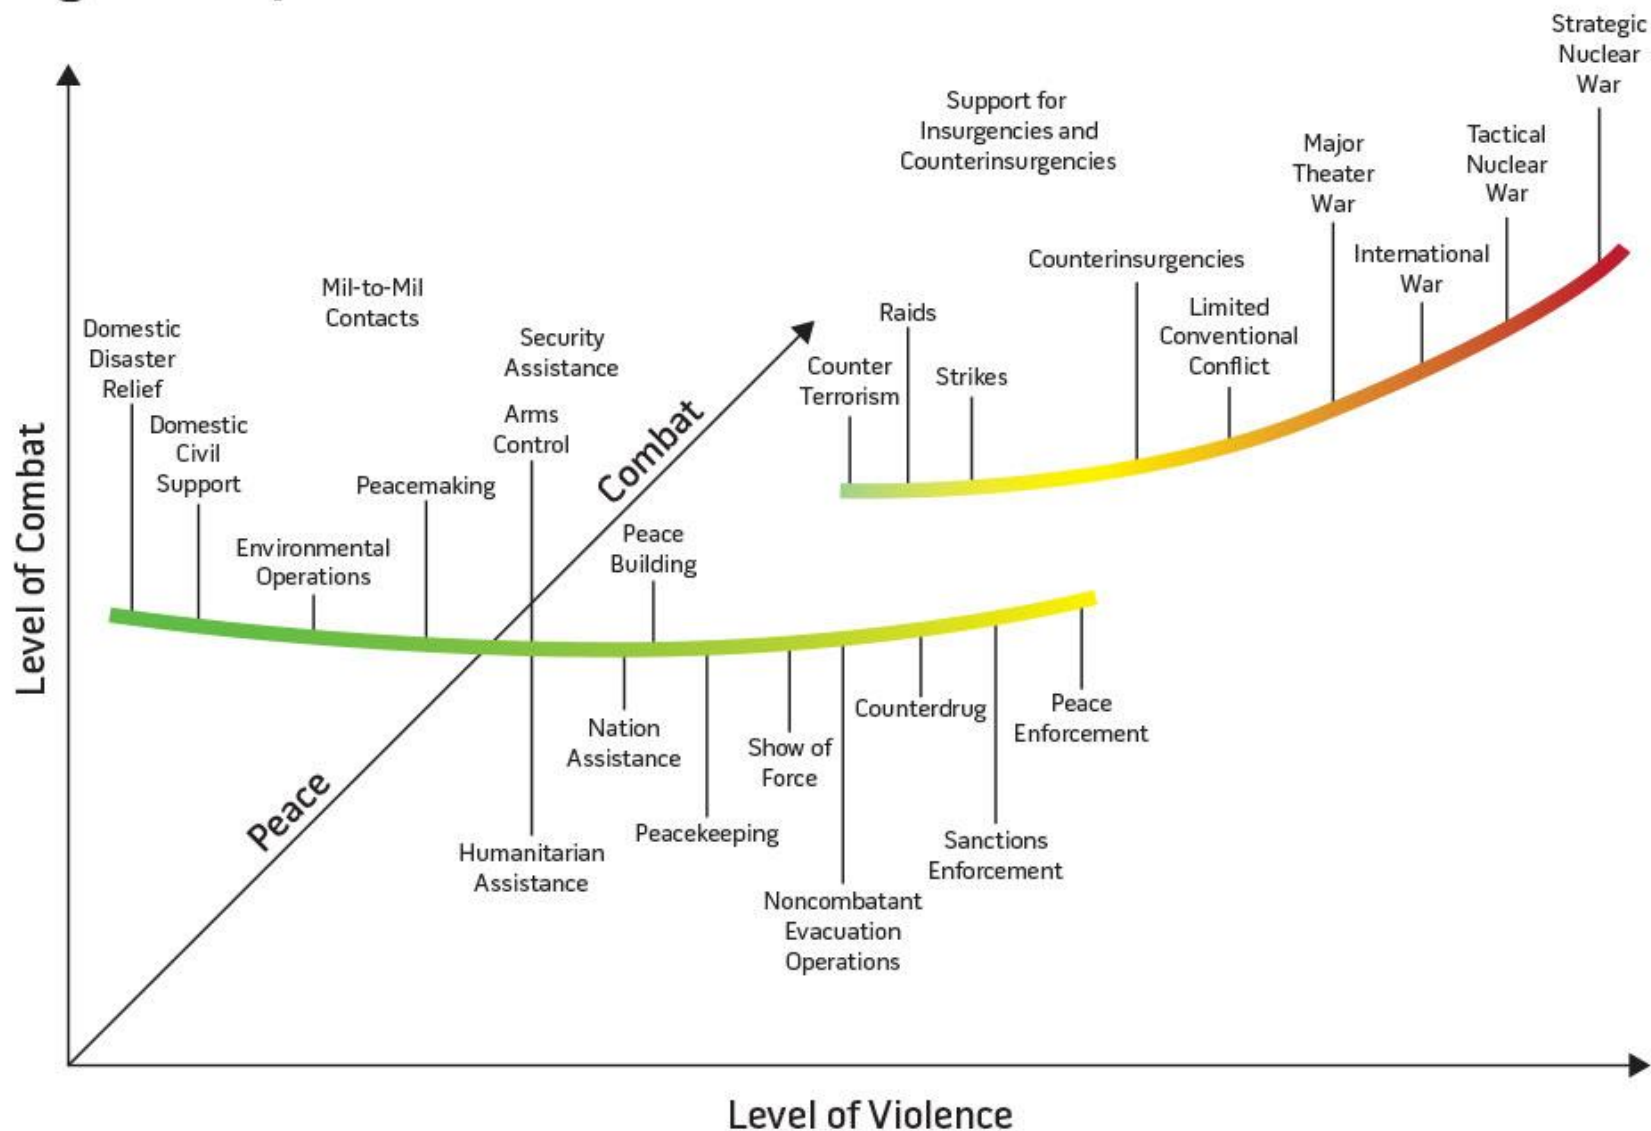 Strategic
Nuclear
War
Support for
Insurgencies and
Counterinsurgencies
Major
Theater
War
Tactical
Nuclear
War
Counterinsurgencies
International
War
Mil-to-Mil
Contacts
Domestic
Disaster
Relief
Security
Assistance
Raids
Limited
Conventional
Conflict
Counter
Terrorism
Strikes
Domestic
Civil
Support
Arms
Control
Combat
Peacemaking
Environmental
Operations
Peace
Building
Level of Combat
Nation
Assistance
Show of
Force
Counterdrug
Peace
Enforcement
Peace
Humanitarian
Assistance
Peacekeeping
Sanctions
Enforcement
Noncombatant
Evacuation
Operations
Level of Violence